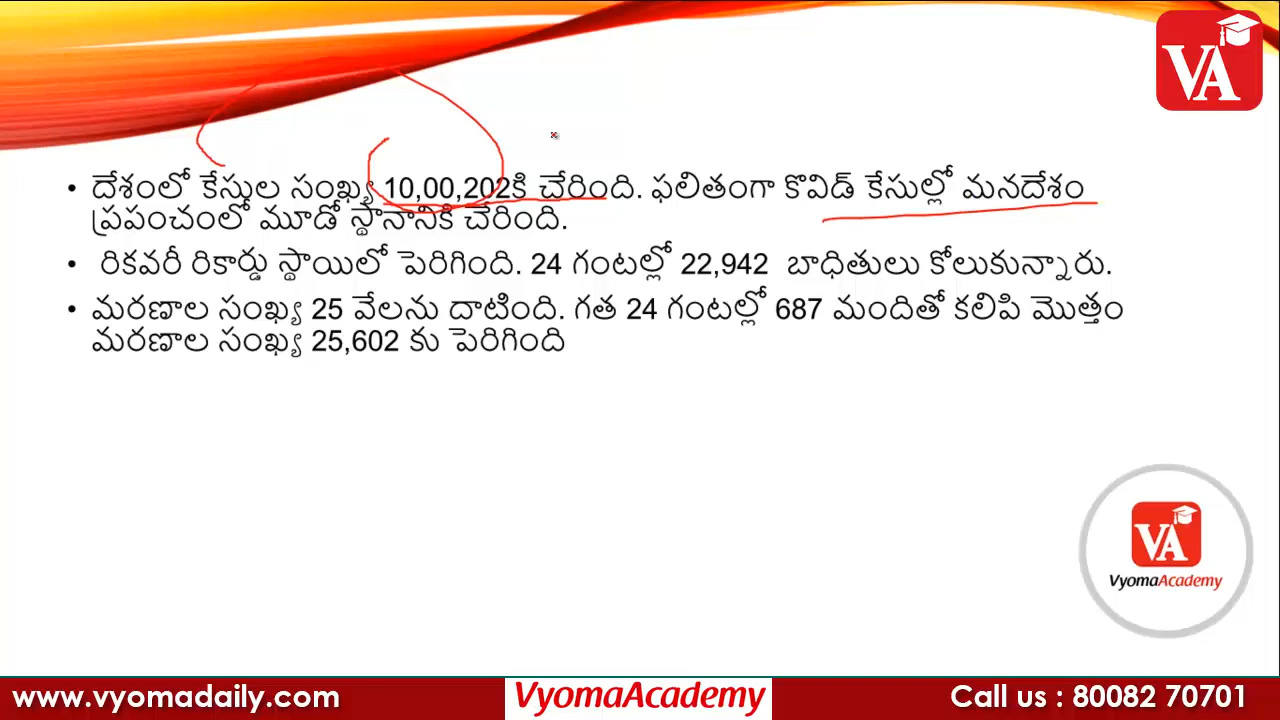 VA
• దేశంలో కేసుల సంఖ్య 10,00,202కి చేరింది. ఫలితంగా కొవిడ్ కేసుల్లో మనదేశం
ప్రపంచంలో మూడో స్థానానికి చేరింది.
• రికవరీ రికార్డు స్థాయిలో పెరిగింది. 24 గంటల్లో 22,942 బాధితులు కోలుకున్నారు.
• మరణాల సంఖ్య 25 వేలను దాటింది. గత 24 గంటల్లో 687 మందితో కలిపి మొత్తం
మరణాల సంఖ్య 25,602 కు పెరిగింది
VA
VyomaAcademy
www.vyomadaily.com VyomaAcademy Call us : 80082 70701